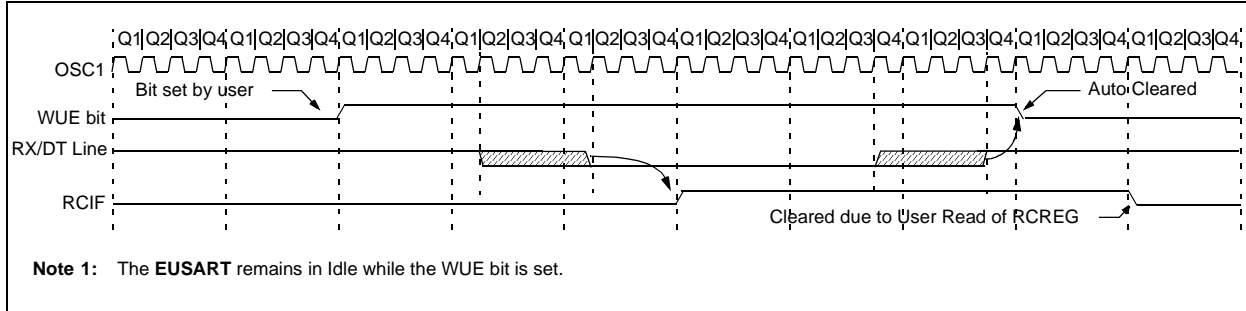 Q1 Q2 Q3 Q4 Q1 Q2 Q3 Q4 Q1 Q2 Q3 Q4 Q1 Q2 Q3 Q4 Q1 Q2 Q3 Q4 Q1 Q2 Q3 Q4 Q1 Q2 Q3 Q4 Q1 Q2 Q3 Q4 Q1 Q2 Q3 Q4 Q1 Q2 Q3 Q4
OSC1
Bit set by user
Auto Cleared
WUE bit
RX/DT Line
RCIF
Cleared due to User Read of RCREG
Note 1: The EUSART remains in Idle while the WUE bit is set.